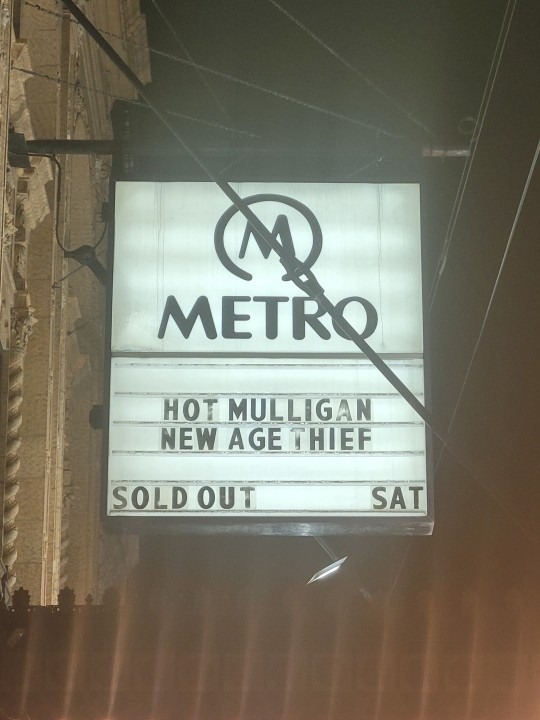 M
METRO
HOT MULLIGAN
NEW AGE THIEF
SOLD OUT SAT